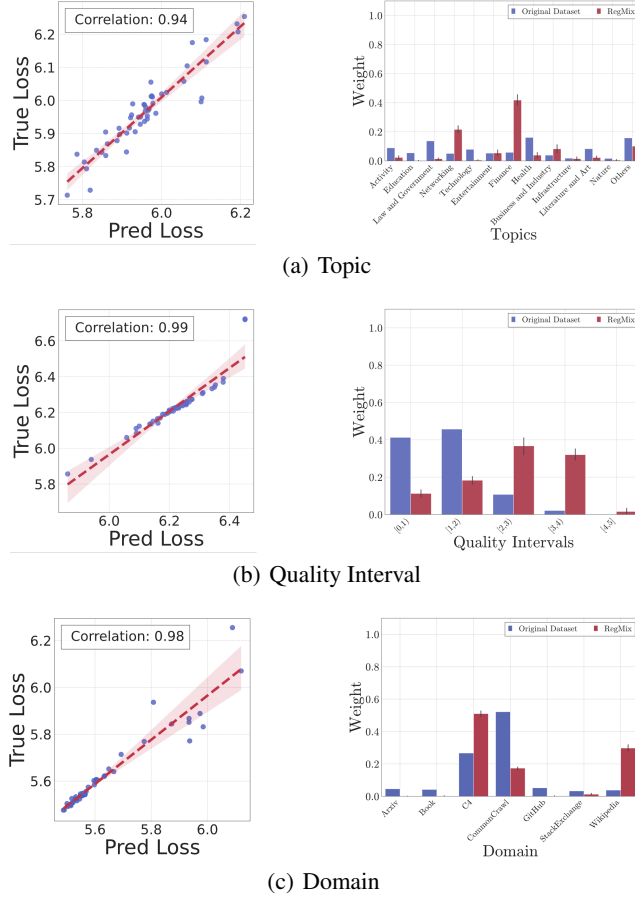 Correlation: 0.94
6.2
6.1
6.0
5.9
5.8
5.7
True Loss
5.8
6.0
6.2
Pred Loss
Original Dataset
RegMix
1.0
0.8
0.6
0.4
0.2
0.0
Weight
Activity
Education
Law and Government
Networking
Technology
Entertainment
Finance
Health
Business and Industry
Infrastructure
Literature and Art
Nature
Others
Topics
(a) Topic
Correlation: 0.99
6.6
6.4
6.2
6.0
5.8
True Loss
6.0
6.2
6.4
Pred Loss
Original Dataset
RegMix
1.0
0.8
0.6
0.4
0.2
0.0
Weight
[0,1)
[1,2)
[2,3)
[3,4)
[4,5]
Quality Intervals
(b) Quality Interval
Correlation: 0.98
6.2
6.0
5.8
5.6
True Loss
5.6
5.8
6.0
Pred Loss
Original Dataset
RegMix
1.0
0.8
0.6
0.4
0.2
0.0
Weight
Arxiv
Book
C4
CommonCrawl
GitHub
StackExchange
Wikipedia
Domain
(c) Domain